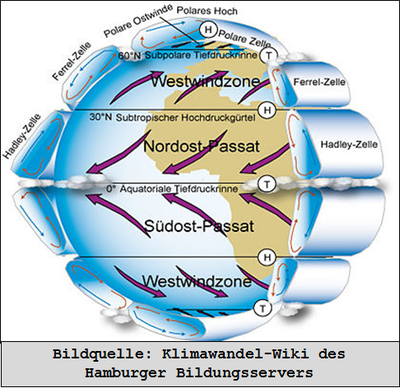 Polares Hoch
Polare Ostwinde
H
Polare Zelle
60°N Subpolare Tiefdruckrinne
T
Ferrel-Zelle
Westwindzone
Ferrel-Zelle
H
30°N Subtropischer Hochdruckgürtel
Hadley-Zelle
Nordost-Passat
Hadley-Zelle
0° Äquatoriale Tiefdruckrinne
T
Südost-Passat
H
Westwindzone
T
Bildquelle: Klimawandel-Wiki des
Hamburger Bildungsservers